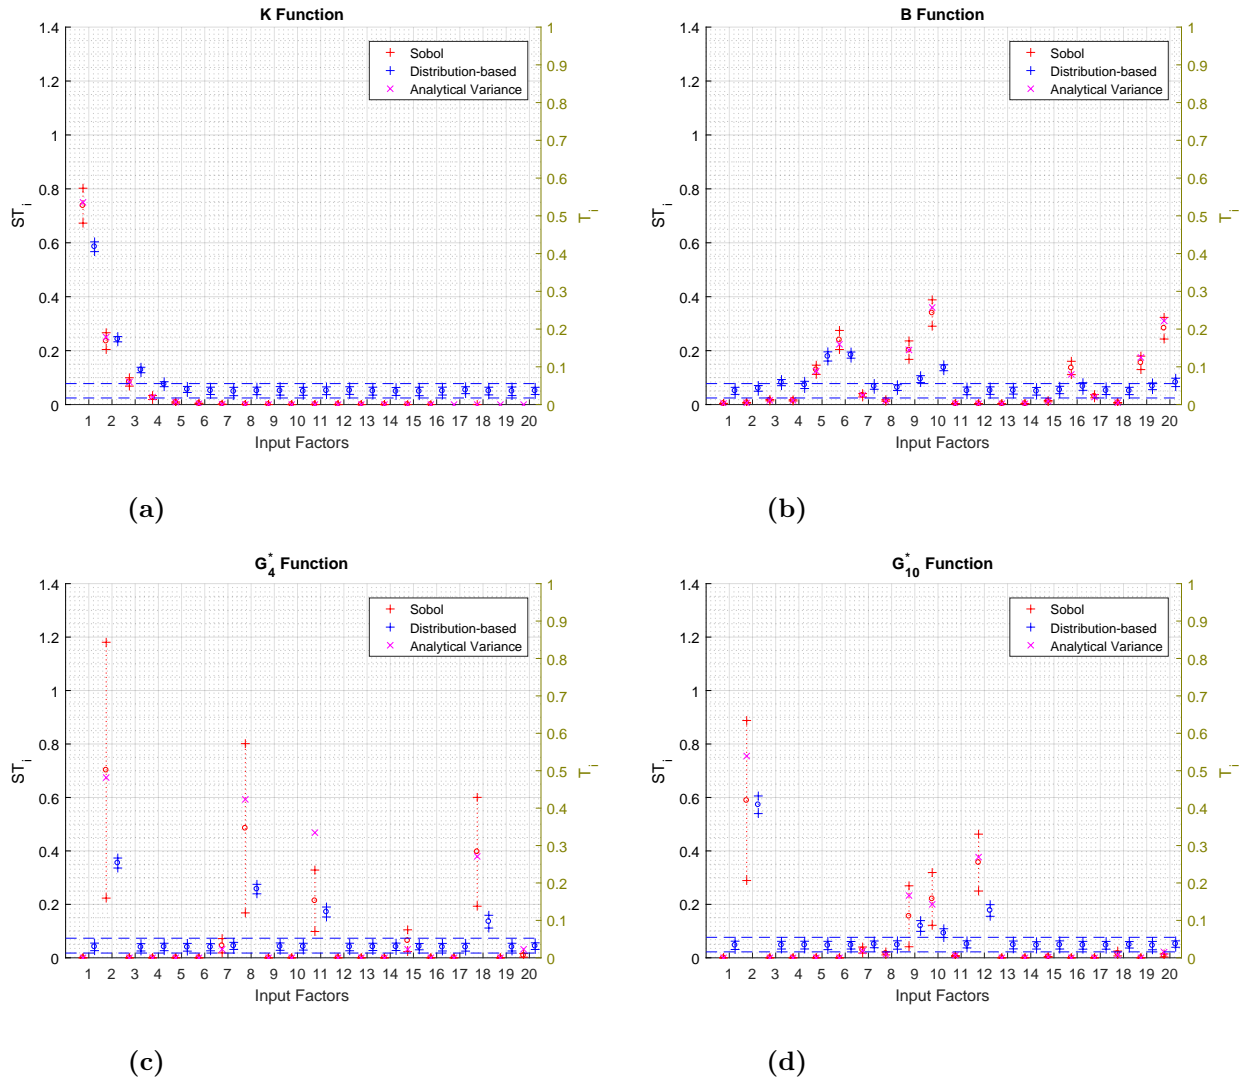 K Function
1.4
1.2
1
0.8
0.6
0.4
0.2
0
ST_i
1
0.9
0.8
0.7
0.6
0.5
0.4
0.3
0.2
0.1
0
T_i
Sobol
Distribution-based
Analytical Variance
1 2 3 4 5 6 7 8 9 10 11 12 13 14 15 16 17 18 19 20
Input Factors
(a)
B Function
1.4
1.2
1
0.8
0.6
0.4
0.2
0
ST_i
1
0.9
0.8
0.7
0.6
0.5
0.4
0.3
0.2
0.1
0
T_i
Sobol
Distribution-based
Analytical Variance
1 2 3 4 5 6 7 8 9 10 11 12 13 14 15 16 17 18 19 20
Input Factors
(b)
G*_4 Function
1.4
1.2
1
0.8
0.6
0.4
0.2
0
ST_i
1
0.9
0.8
0.7
0.6
0.5
0.4
0.3
0.2
0.1
0
T_i
Sobol
Distribution-based
Analytical Variance
1 2 3 4 5 6 7 8 9 10 11 12 13 14 15 16 17 18 19 20
Input Factors
(c)
G*_10 Function
1.4
1.2
1
0.8
0.6
0.4
0.2
0
ST_i
1
0.9
0.8
0.7
0.6
0.5
0.4
0.3
0.2
0.1
0
T_i
Sobol
Distribution-based
Analytical Variance
1 2 3 4 5 6 7 8 9 10 11 12 13 14 15 16 17 18 19 20
Input Factors
(d)